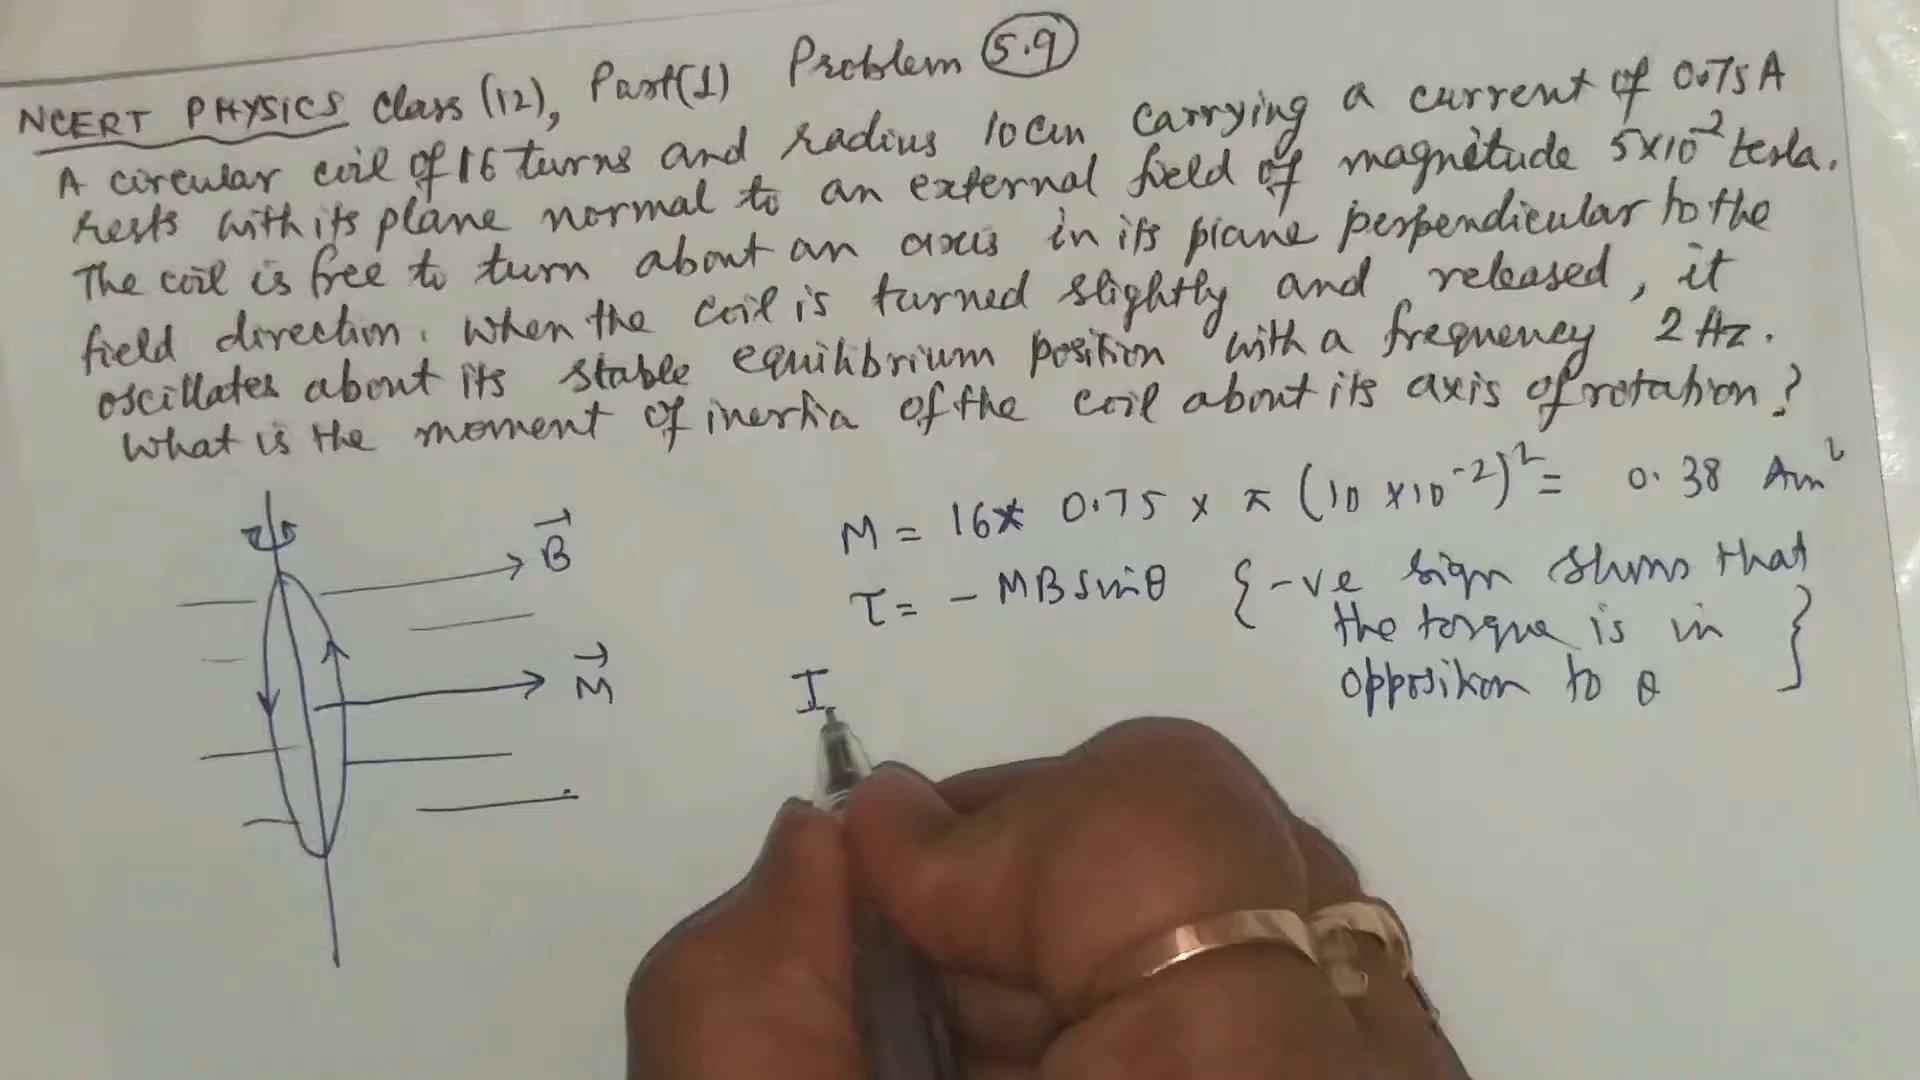 NCERT PHYSICS Class (12), Part(1) Problem 5.9
A circular coil of 16 turns and radius 10cm carrying a current of 0.75A
rests with its plane normal to an external field of magnitude 5×10⁻² tesla.
The coil is free to turn about an axis in its plane perpendicular to the
field direction. When the coil is turned slightly and released, it
oscillates about its stable equilibrium position with a frequency 2 Hz.
What is the moment of inertia of the coil about its axis of rotation?
M = 16× 0.75 × π (10 ×10⁻²)² = 0.38 Am²
B⃗
τ = - MB sinθ {-ve sign shows that
the torque is in
opposition to θ}
M⃗
I